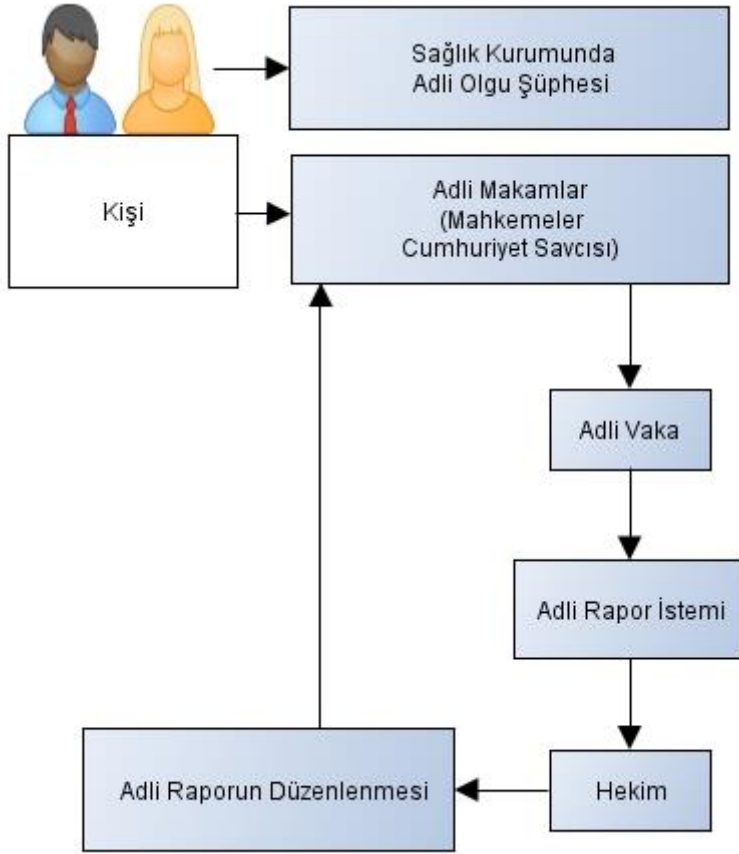 Sağlık Kurumunda
Adli Olgu Şüphesi
Kişi
Adli Makamlar
(Mahkemeler
Cumhuriyet Savcısı)
Adli Vaka
Adli Rapor İstemi
Hekim
Adli Raporun Düzenlenmesi